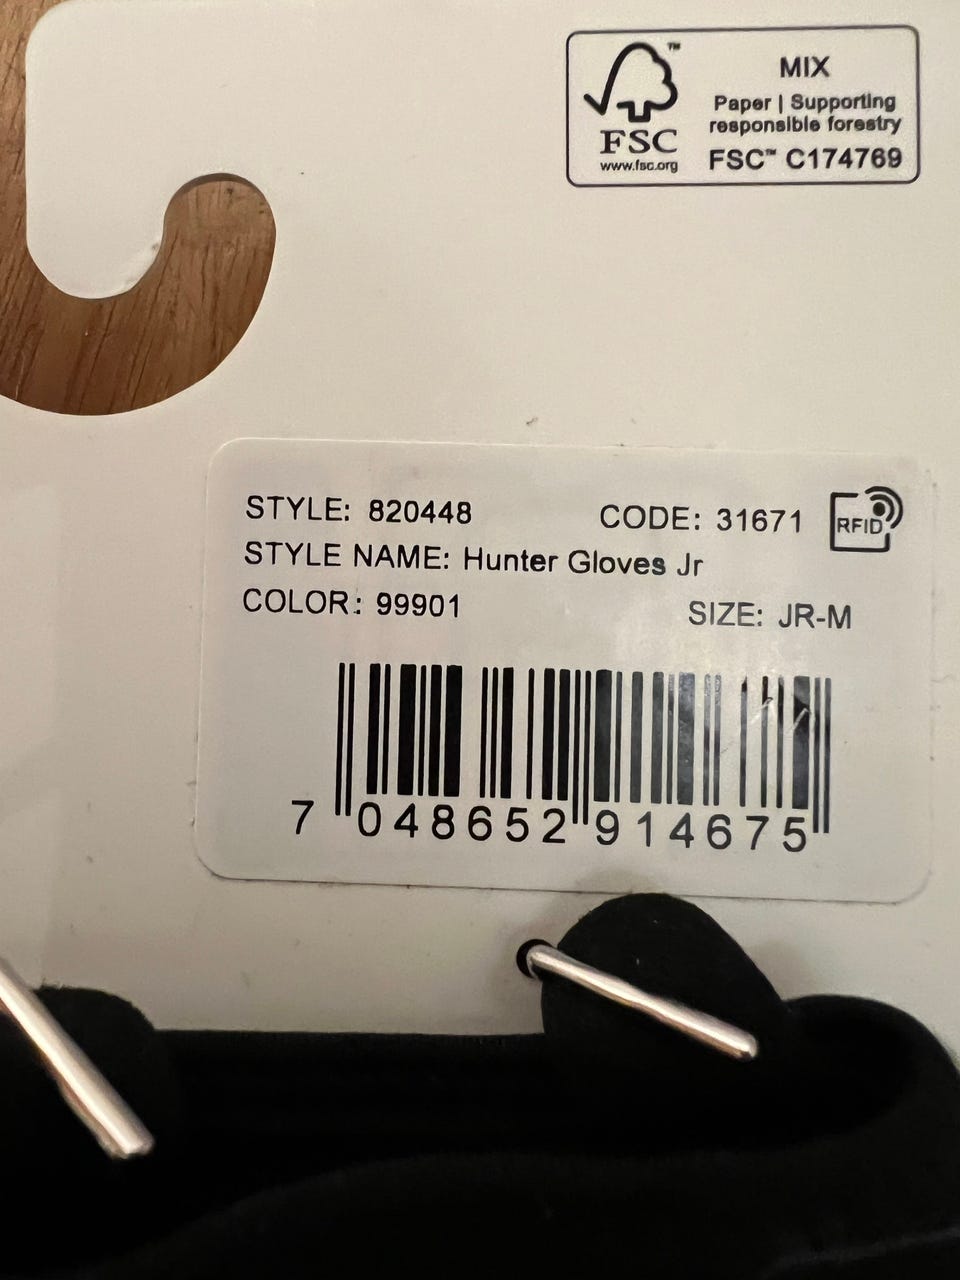 MIX
Paper | Supporting
responsible forestry
FSC™ C174769
™
FSC
www.fsc.org
STYLE: 820448 CODE: 31671 RFID
STYLE NAME: Hunter Gloves Jr
COLOR: 99901 SIZE: JR-M
7 048652 914675